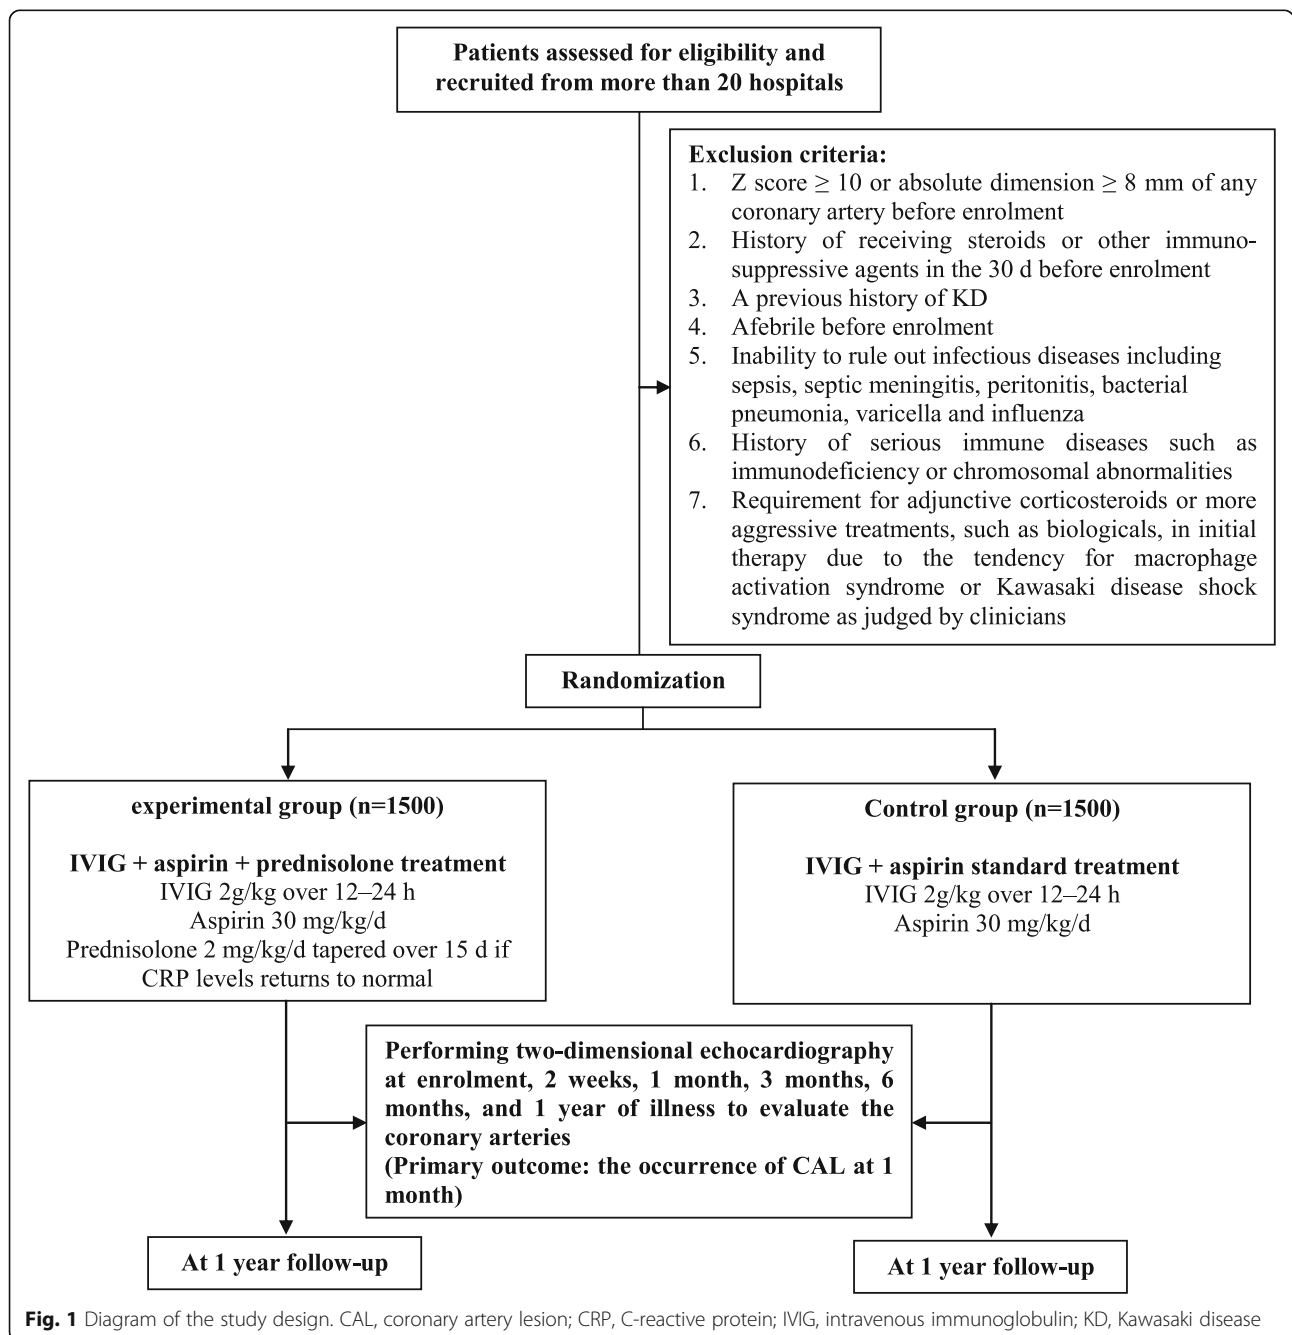 Patients assessed for eligibility and
recruited from more than 20 hospitals
Exclusion criteria:
1. Z score ≥ 10 or absolute dimension ≥ 8 mm of any
coronary artery before enrolment
2. History of receiving steroids or other immuno-
suppressive agents in the 30 d before enrolment
3. A previous history of KD
4. Afebrile before enrolment
5. Inability to rule out infectious diseases including
sepsis, septic meningitis, peritonitis, bacterial
pneumonia, varicella and influenza
6. History of serious immune diseases such as
immunodeficiency or chromosomal abnormalities
7. Requirement for adjunctive corticosteroids or more
aggressive treatments, such as biologicals, in initial
therapy due to the tendency for macrophage
activation syndrome or Kawasaki disease shock
syndrome as judged by clinicians
Randomization
experimental group (n=1500)
IVIG + aspirin + prednisolone treatment
IVIG 2g/kg over 12–24 h
Aspirin 30 mg/kg/d
Prednisolone 2 mg/kg/d tapered over 15 d if
CRP levels returns to normal
Control group (n=1500)
IVIG + aspirin standard treatment
IVIG 2g/kg over 12–24 h
Aspirin 30 mg/kg/d
Performing two-dimensional echocardiography
at enrolment, 2 weeks, 1 month, 3 months, 6
months, and 1 year of illness to evaluate the
coronary arteries
(Primary outcome: the occurrence of CAL at 1
month)
At 1 year follow-up
At 1 year follow-up
Fig. 1 Diagram of the study design. CAL, coronary artery lesion; CRP, C-reactive protein; IVIG, intravenous immunoglobulin; KD, Kawasaki disease